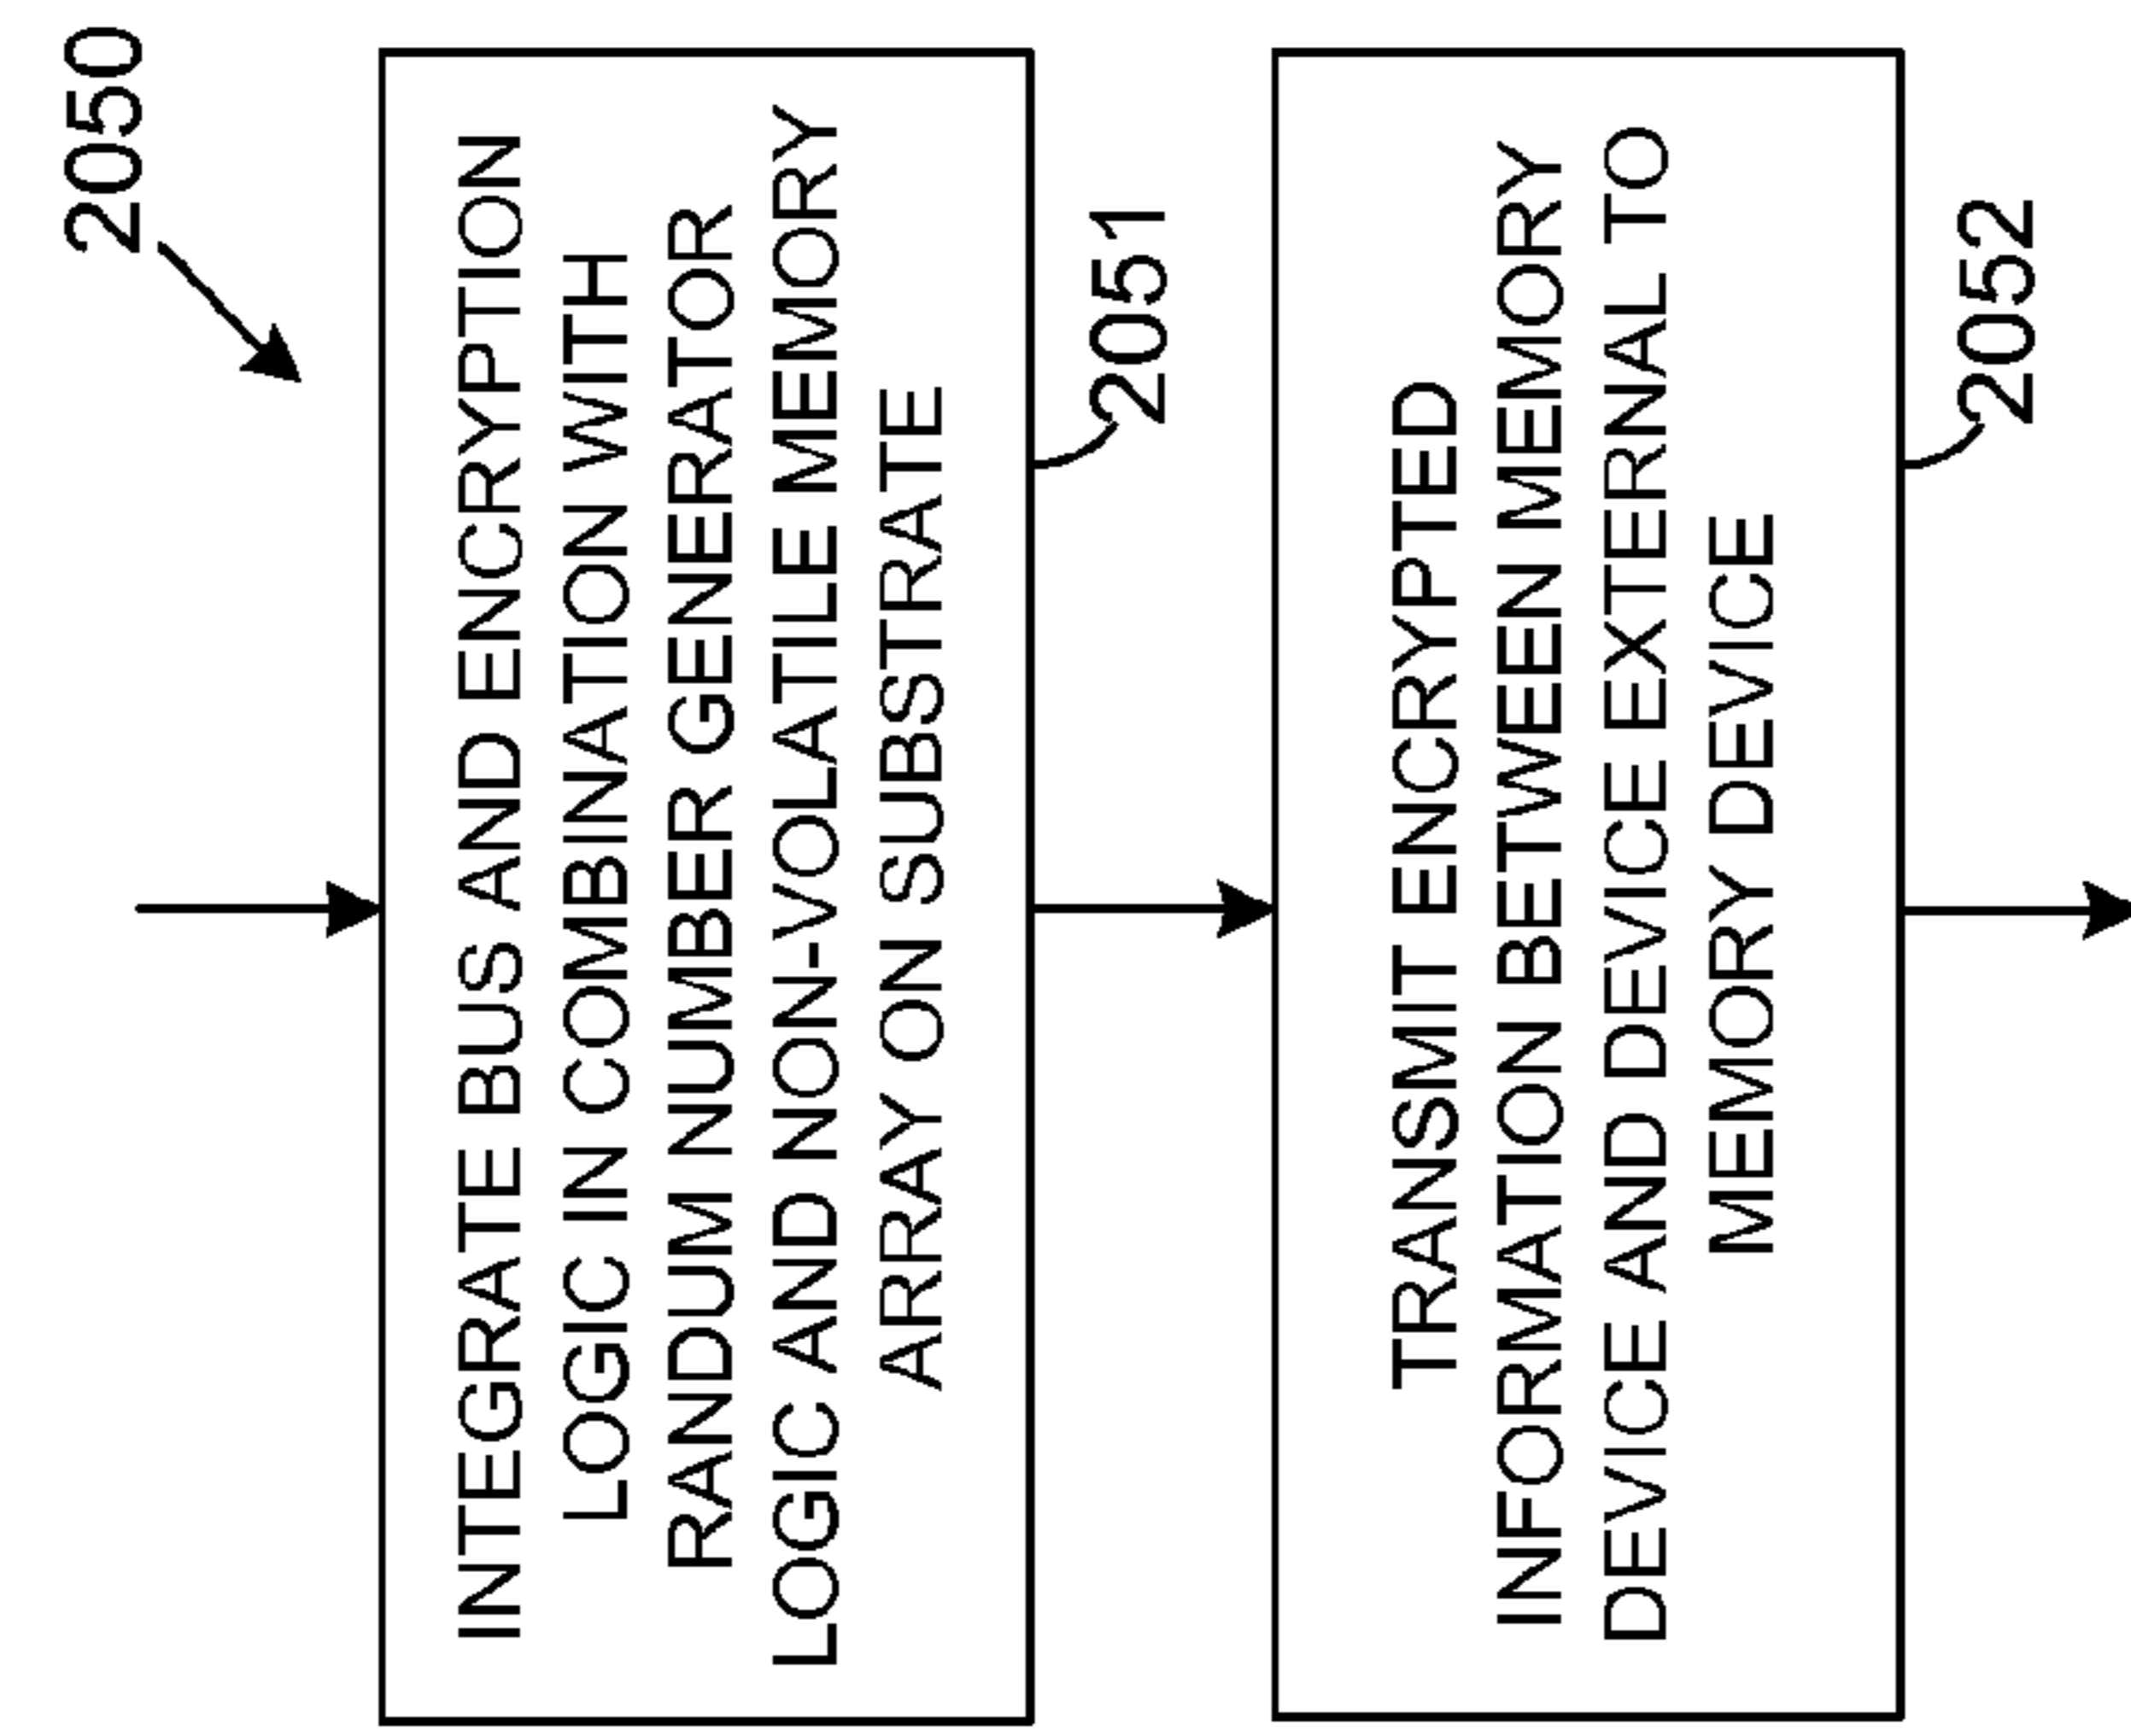 2050
INTEGRATE BUS AND ENCRYPTION
LOGIC IN COMBINATION WITH
RANDUM NUMBER GENERATOR
LOGIC AND NON-VOLATILE MEMORY
ARRAY ON SUBSTRATE
2051
TRANSMIT ENCRYPTED
INFORMATION BETWEEN MEMORY
DEVICE AND DEVICE EXTERNAL TO
MEMORY DEVICE
2052